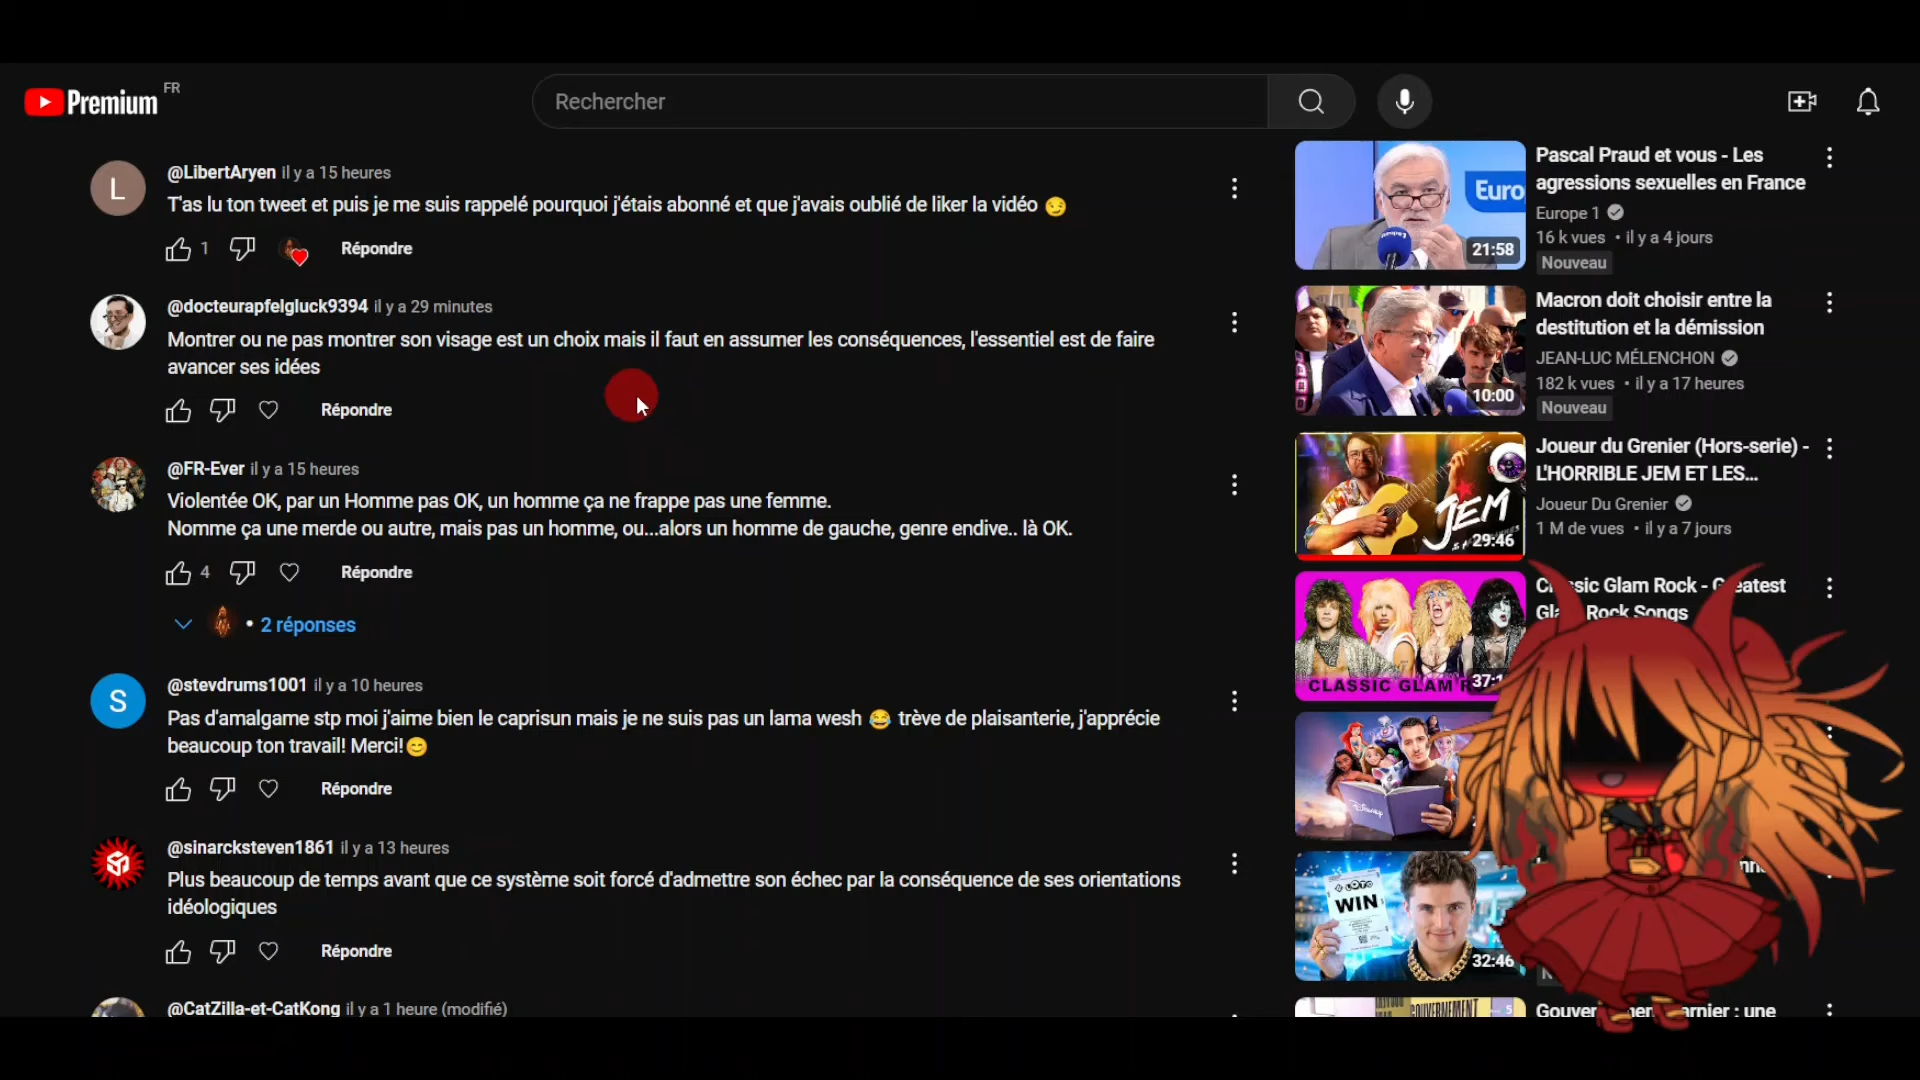 Premium FR
Rechercher
@LibertAryen il y a 15 heures
T'as lu ton tweet et puis je me suis rappelé pourquoi j'étais abonné et que j'avais oublié de liker la vidéo 😏
1 Répondre
@docteurapfelgluck9394 il y a 29 minutes
Montrer ou ne pas montrer son visage est un choix mais il faut en assumer les conséquences, l'essentiel est de faire
avancer ses idées
Répondre
@FR-Ever il y a 15 heures
Violentée OK, par un Homme pas OK, un homme ça ne frappe pas une femme.
Nomme ça une merde ou autre, mais pas un homme, ou...alors un homme de gauche, genre endive.. là OK.
4 Répondre
• 2 réponses
S
@stevdrums1001 il y a 10 heures
Pas d'amalgame stp moi j'aime bien le caprisun mais je ne suis pas un lama wesh 😂 trève de plaisanterie, j'apprécie
beaucoup ton travail! Merci!😊
Répondre
@sinarcksteven1861 il y a 13 heures
Plus beaucoup de temps avant que ce système soit forcé d'admettre son échec par la conséquence de ses orientations
idéologiques
Répondre
@CatZilla-et-CatKong il y a 1 heure (modifié)
L
Euro
21:58
Pascal Praud et vous - Les
agressions sexuelles en France
Europe 1
16 k vues • il y a 4 jours
Nouveau
10:00
Macron doit choisir entre la
destitution et la démission
JEAN-LUC MÉLENCHON
182 k vues • il y a 17 heures
Nouveau
JEM
29:46
Joueur du Grenier (Hors-serie) -
L'HORRIBLE JEM ET LES...
Joueur Du Grenier
1 M de vues • il y a 7 jours
CLASSIC GLAM
Classic Glam Rock - Greatest
Rock Songs
Disney
LOTO
WIN
32:46
GOUVERNEMENT